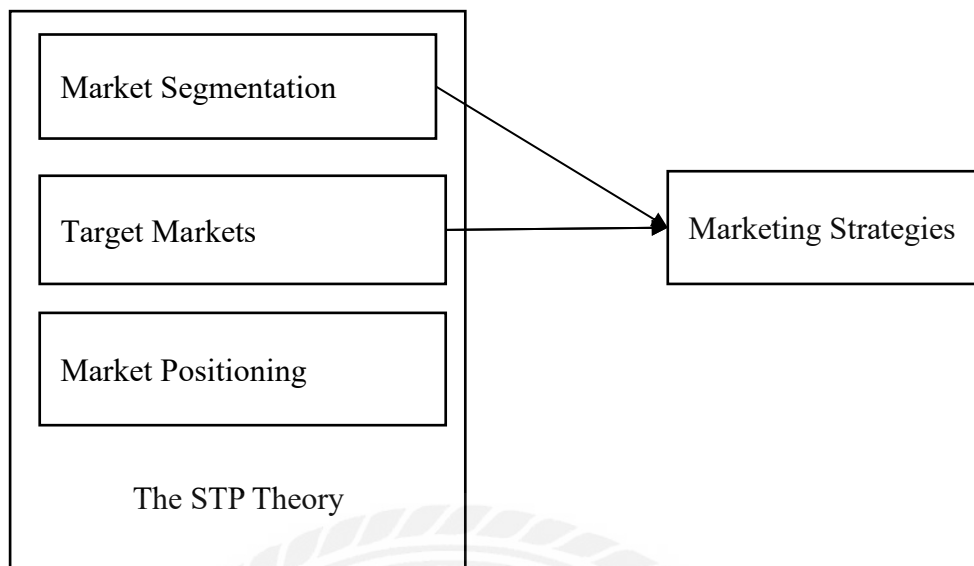 Market Segmentation
Target Markets
Marketing Strategies
Market Positioning
The STP Theory